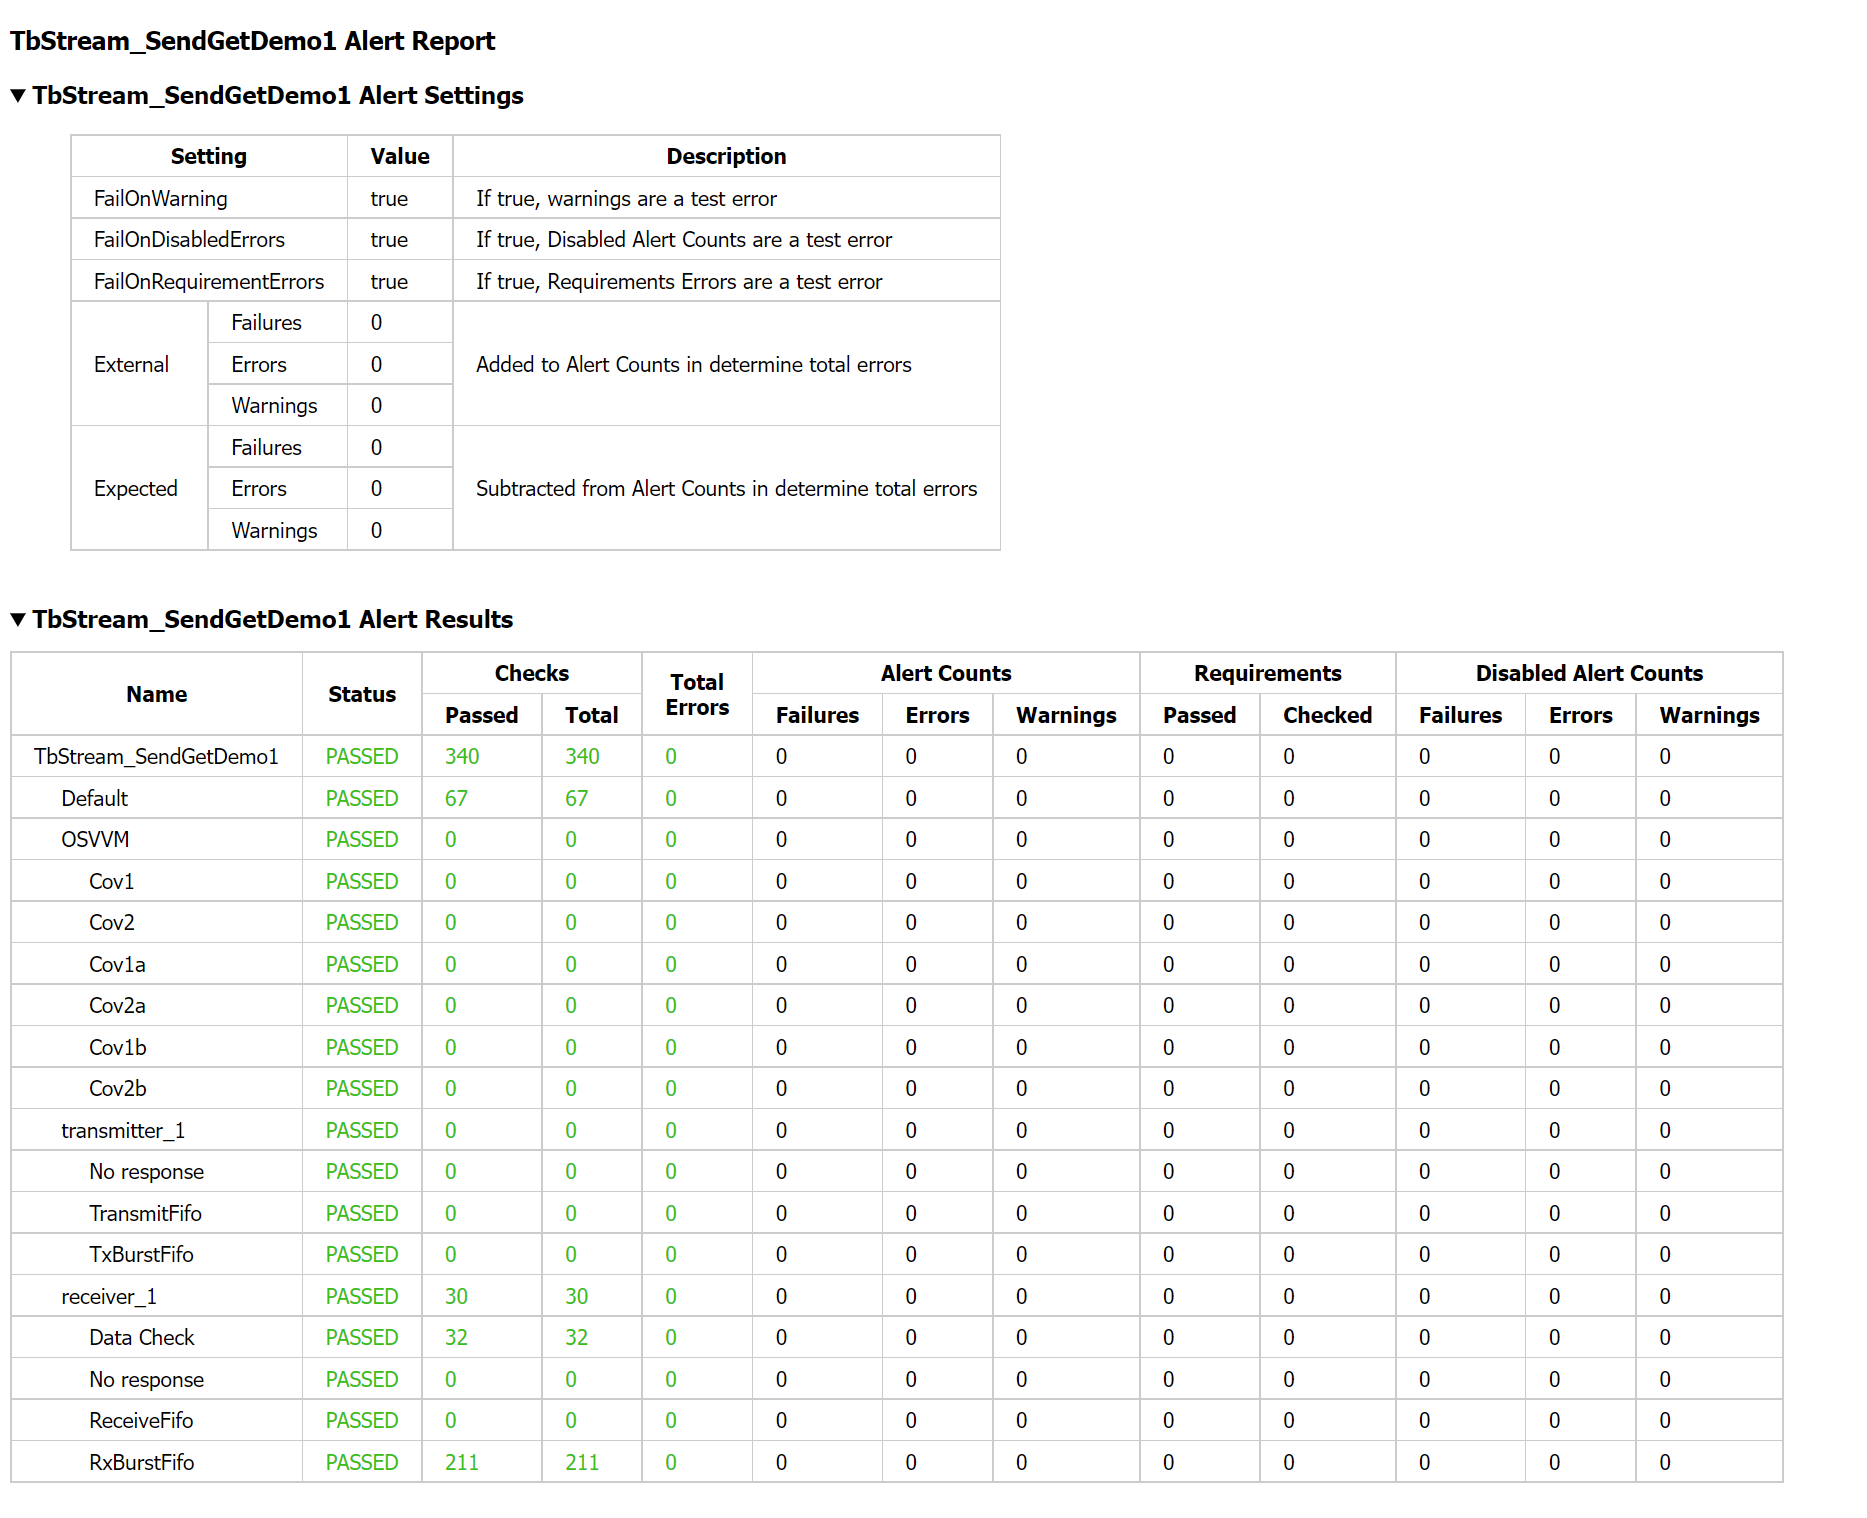 TbStream_SendGetDemo1 Alert Report
▼ TbStream_SendGetDemo1 Alert Settings
Setting Value Description
FailOnWarning true If true, warnings are a test error
FailOnDisabledErrors true If true, Disabled Alert Counts are a test error
FailOnRequirementErrors true If true, Requirements Errors are a test error
External Failures 0 Added to Alert Counts in determine total errors
Errors 0
Warnings 0
Expected Failures 0 Subtracted from Alert Counts in determine total errors
Errors 0
Warnings 0
▼ TbStream_SendGetDemo1 Alert Results
Name Status Checks Total Errors Alert Counts Requirements Disabled Alert Counts
Passed Total Failures Errors Warnings Passed Checked Failures Errors Warnings
TbStream_SendGetDemo1 PASSED 340 340 0 0 0 0 0 0 0 0 0
Default PASSED 67 67 0 0 0 0 0 0 0 0 0
OSVVM PASSED 0 0 0 0 0 0 0 0 0 0 0
Cov1 PASSED 0 0 0 0 0 0 0 0 0 0 0
Cov2 PASSED 0 0 0 0 0 0 0 0 0 0 0
Cov1a PASSED 0 0 0 0 0 0 0 0 0 0 0
Cov2a PASSED 0 0 0 0 0 0 0 0 0 0 0
Cov1b PASSED 0 0 0 0 0 0 0 0 0 0 0
Cov2b PASSED 0 0 0 0 0 0 0 0 0 0 0
transmitter_1 PASSED 0 0 0 0 0 0 0 0 0 0 0
No response PASSED 0 0 0 0 0 0 0 0 0 0 0
TransmitFifo PASSED 0 0 0 0 0 0 0 0 0 0 0
TxBurstFifo PASSED 0 0 0 0 0 0 0 0 0 0 0
receiver_1 PASSED 30 30 0 0 0 0 0 0 0 0 0
Data Check PASSED 32 32 0 0 0 0 0 0 0 0 0
No response PASSED 0 0 0 0 0 0 0 0 0 0 0
ReceiveFifo PASSED 0 0 0 0 0 0 0 0 0 0 0
RxBurstFifo PASSED 211 211 0 0 0 0 0 0 0 0 0